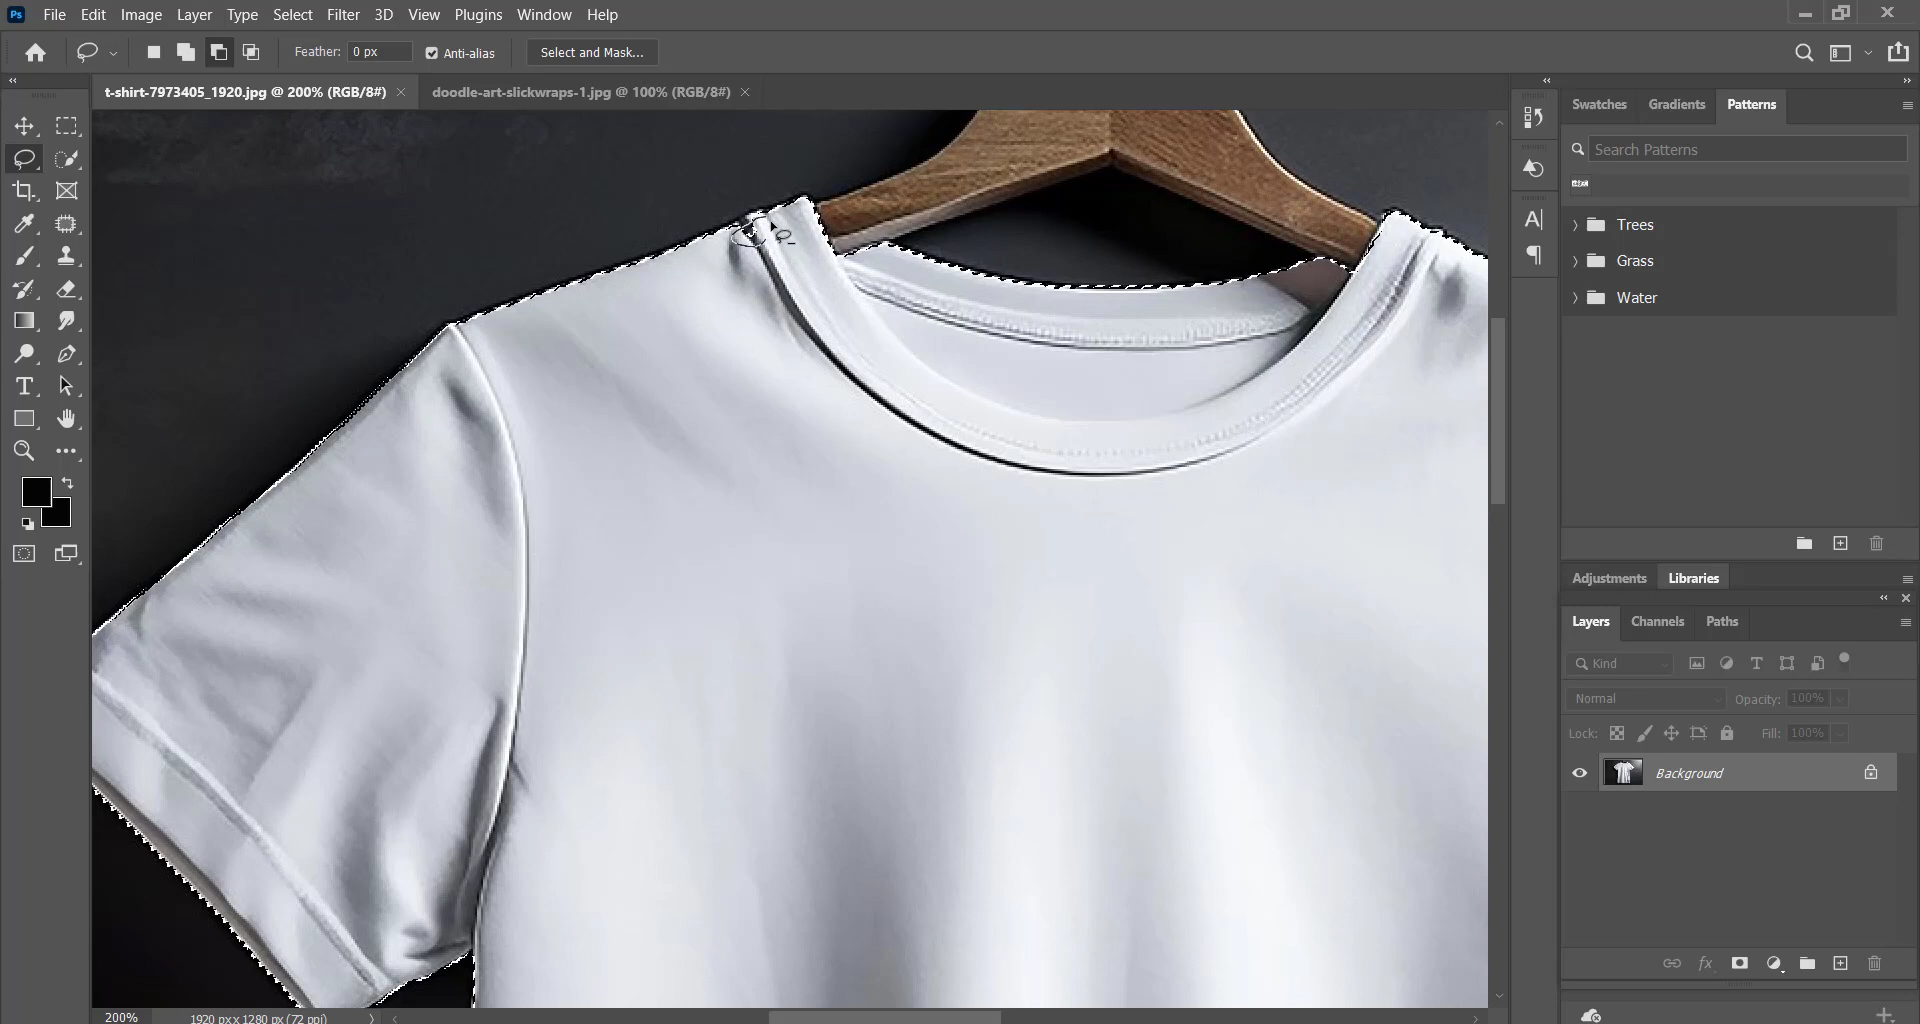 Ps File Edit Image Layer Type Select Filter 3D View Plugins Window Help
Feather: 0 px Anti-alias Select and Mask...
t-shirt-7973405_1920.jpg @ 200% (RGB/8#) doodle-art-slickwraps-1.jpg @ 100% (RGB/8#)
Swatches Gradients Patterns
Search Patterns
Trees
Grass
Water
Adjustments Libraries
Layers Channels Paths
Kind
Normal Opacity: 100%
Lock: Fill: 100%
Background
fx
200% 1920 px x 1280 px (72 ppi)